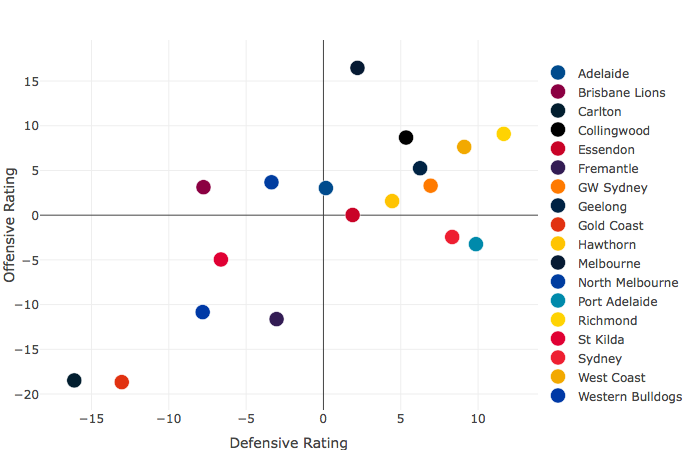 15
10
5
0
−5
−10
−15
−20
Offensive Rating
−15
−10
−5
0
5
10
Defensive Rating
Adelaide
Brisbane Lions
Carlton
Collingwood
Essendon
Fremantle
GW Sydney
Geelong
Gold Coast
Hawthorn
Melbourne
North Melbourne
Port Adelaide
Richmond
St Kilda
Sydney
West Coast
Western Bulldogs